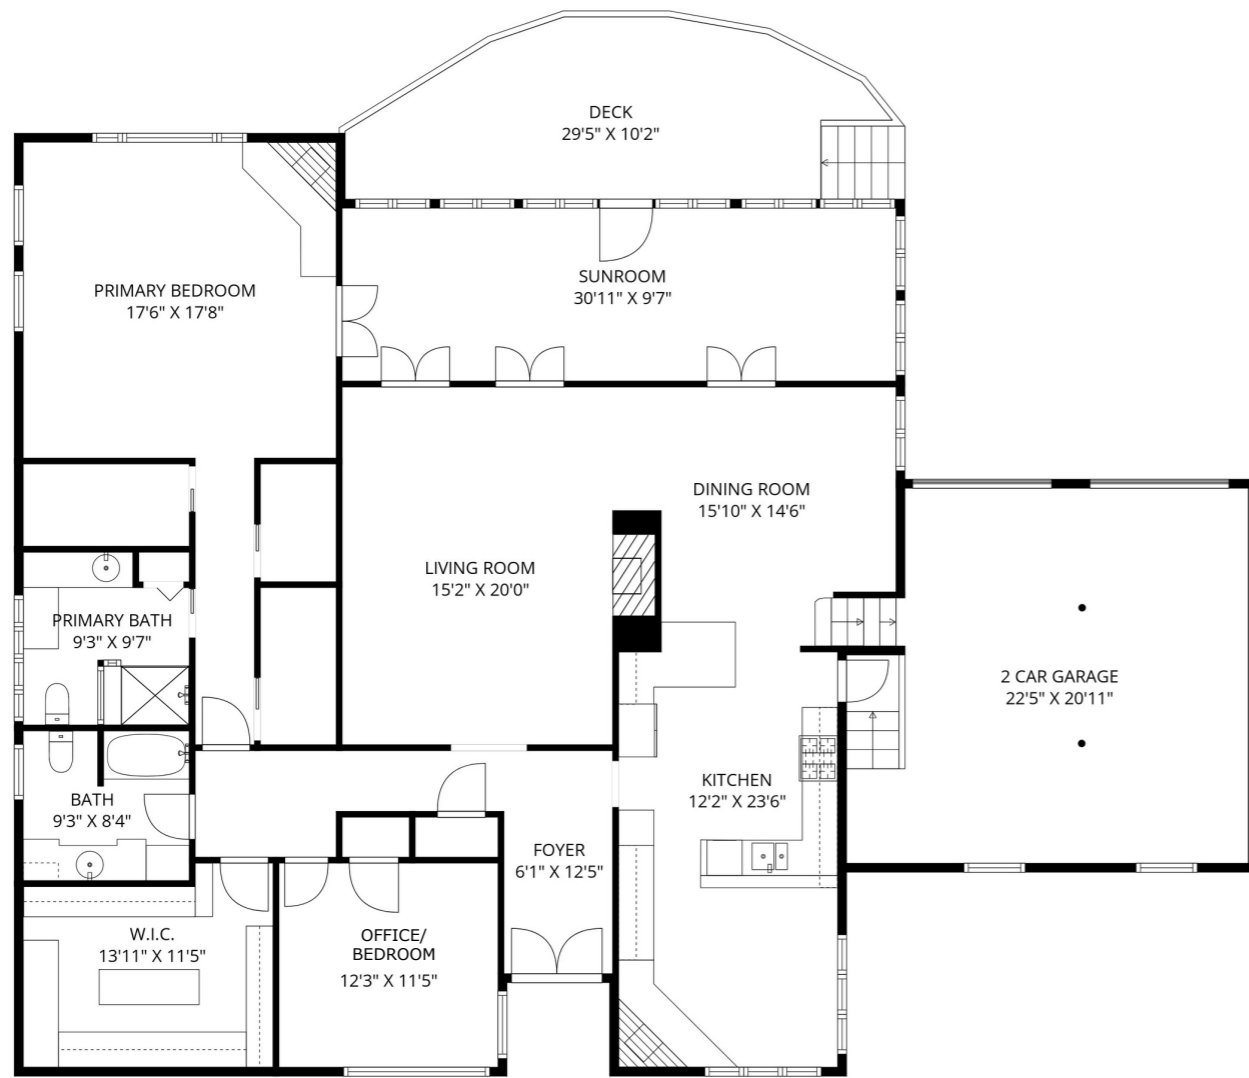 DECK
29'5" X 10'2"
SUNROOM
30'11" X 9'7"
PRIMARY BEDROOM
17'6" X 17'8"
DINING ROOM
15'10" X 14'6"
LIVING ROOM
15'2" X 20'0"
PRIMARY BATH
9'3" X 9'7"
2 CAR GARAGE
22'5" X 20'11"
KITCHEN
12'2" X 23'6"
BATH
9'3" X 8'4"
FOYER
6'1" X 12'5"
W.I.C.
13'11" X 11'5"
OFFICE/
BEDROOM
12'3" X 11'5"